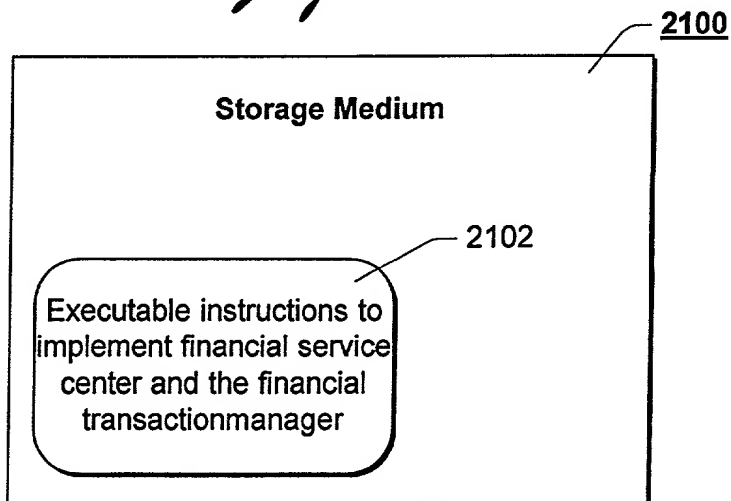 2100
Storage Medium
2102
Executable instructions to
implement financial service
center and the financial
transactionmanager